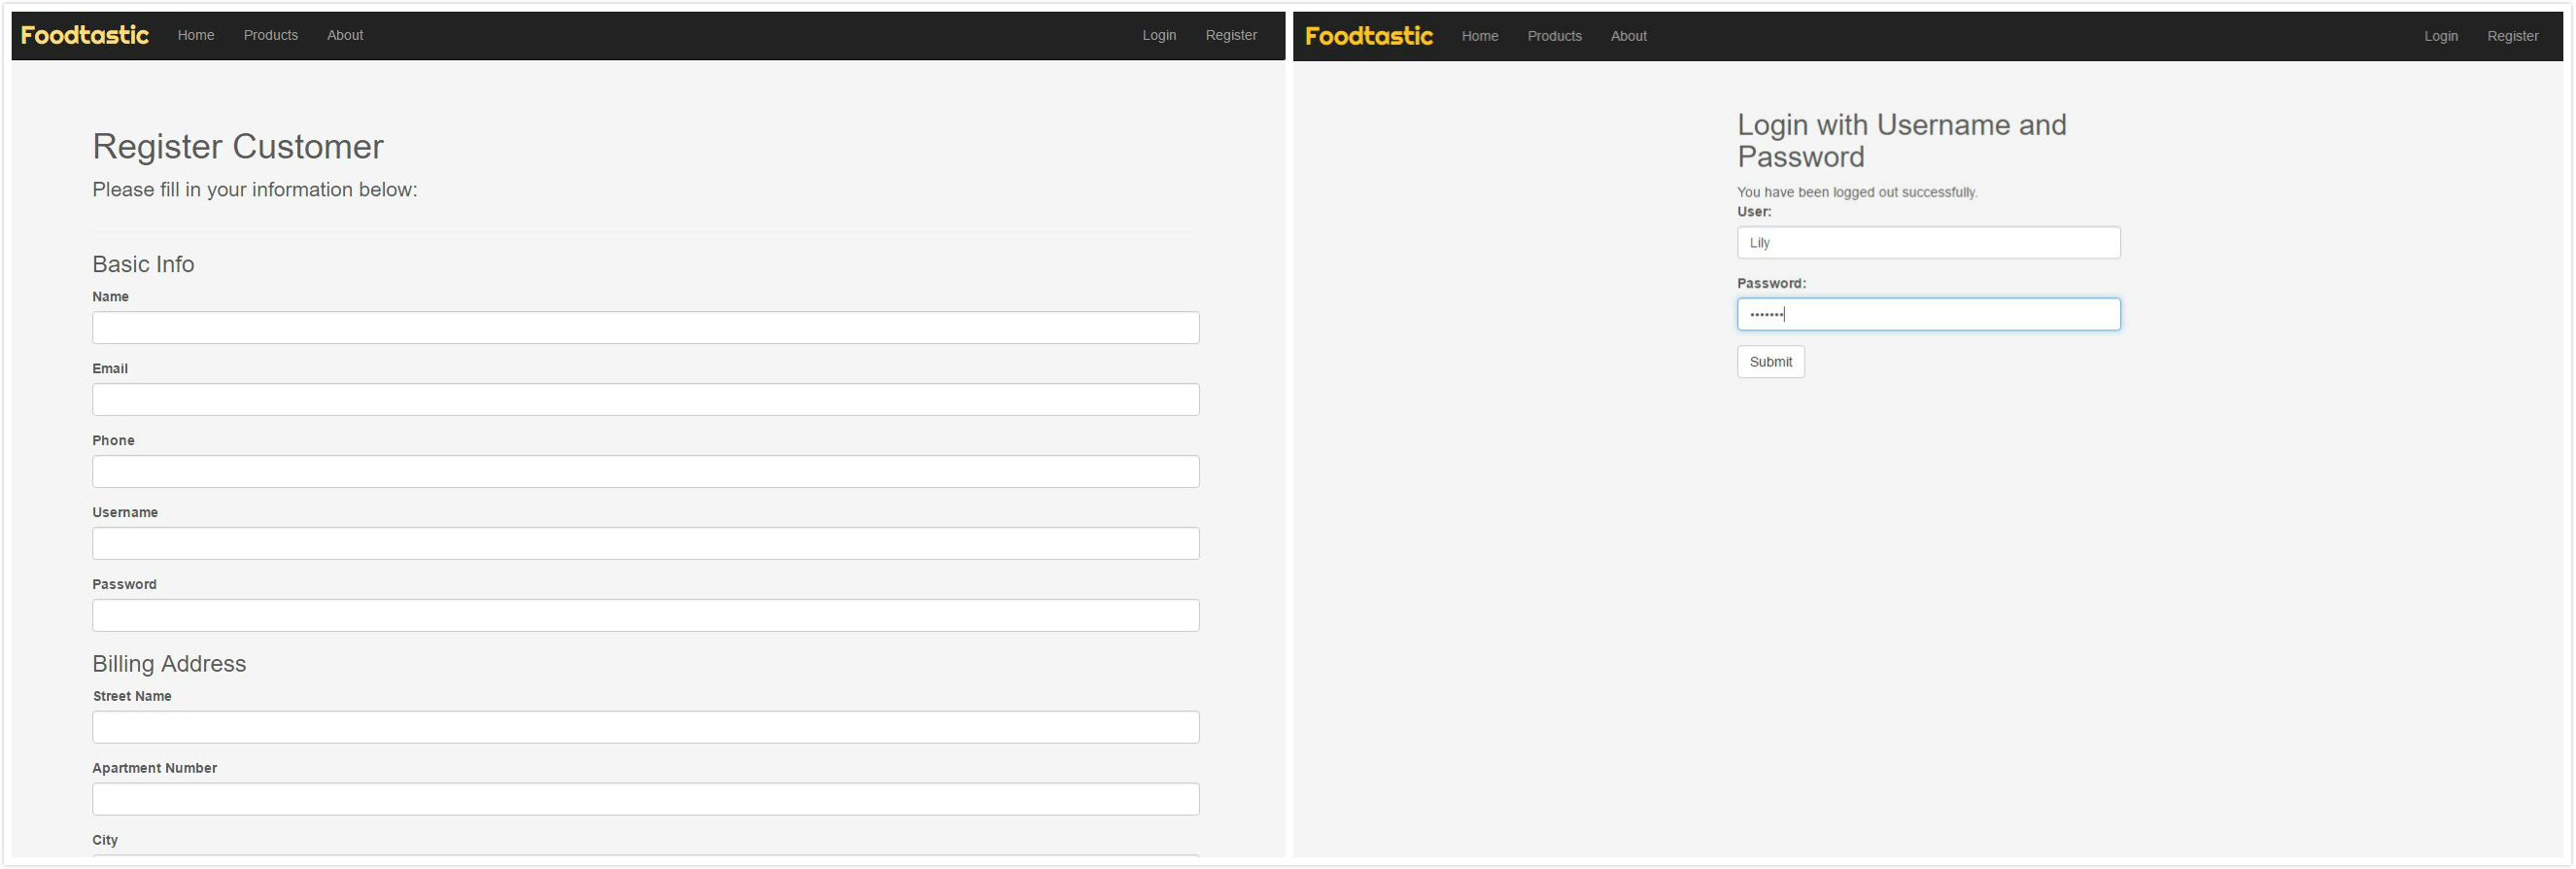 Foodtastic Home Products About Login Register
Register Customer
Please fill in your information below:
Basic Info
Name
Email
Phone
Username
Password
Billing Address
Street Name
Apartment Number
City
Foodtastic Home Products About Login Register
Login with Username and
Password
You have been logged out successfully.
User:
Lily
Password:
•••••••
Submit